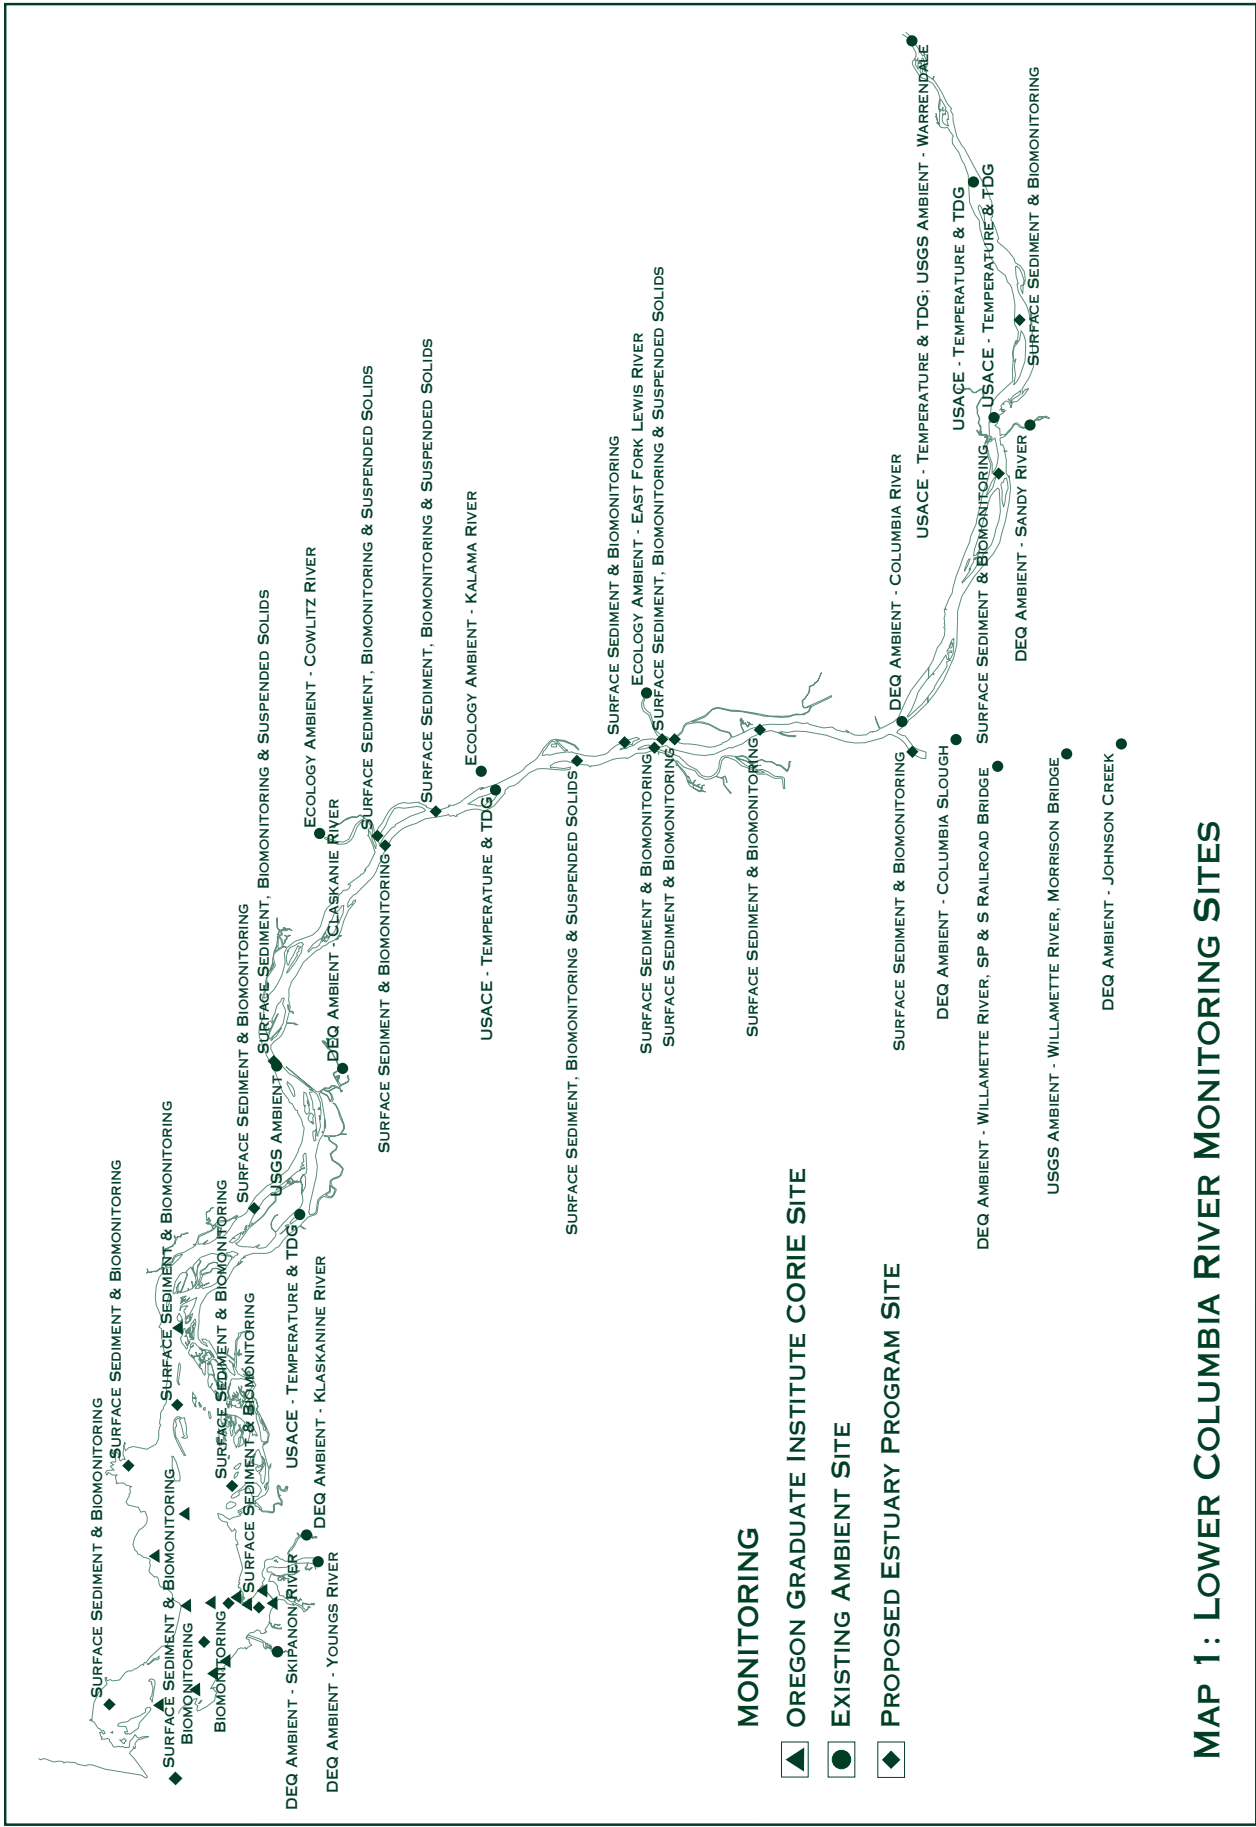 Surface Sediment & Biomonitoring
Surface Sediment & Biomonitoring
Surface Sediment & Biomonitoring
Surface Sediment & Biomonitoring
Biomonitoring
Surface Sediment & Biomonitoring
Biomonitoring
Surface Sediment & Biomonitoring
Surface Sediment & Biomonitoring
Surface Sediment, Biomonitoring & Suspended Solids
USGS Ambient
USACE - Temperature & TDG
DEQ Ambient - Skipanon River
Ecology Ambient - Cowlitz River
DEQ Ambient - Klaskanine River
DEQ Ambient - Youngs River
DEQ Ambient - Claskanie River
Surface Sediment, Biomonitoring & Suspended Solids
Surface Sediment & Biomonitoring
Surface Sediment, Biomonitoring & Suspended Solids
Ecology Ambient - Kalama River
USACE - Temperature & TDG
Surface Sediment, Biomonitoring & Suspended Solids
Surface Sediment & Biomonitoring
Ecology Ambient - East Fork Lewis River
Surface Sediment & Biomonitoring
Surface Sediment, Biomonitoring & Suspended Solids
Surface Sediment & Biomonitoring
Surface Sediment & Biomonitoring
DEQ Ambient - Columbia River
Surface Sediment & Biomonitoring
USACE - Temperature & TDG; USGS Ambient - Warrendale
DEQ Ambient - Columbia Slough
USACE - Temperature & TDG
USACE - Temperature & TDG
Surface Sediment & Biomonitoring
DEQ Ambient - Willamette River, SP & S Railroad Bridge
DEQ Ambient - Sandy River
Surface Sediment & Biomonitoring
USGS Ambient - Willamette River, Morrison Bridge
DEQ Ambient - Johnson Creek
MONITORING
Oregon Graduate Institute CORIE Site
Existing Ambient Site
Proposed Estuary Program Site
Map 1: Lower Columbia River Monitoring Sites